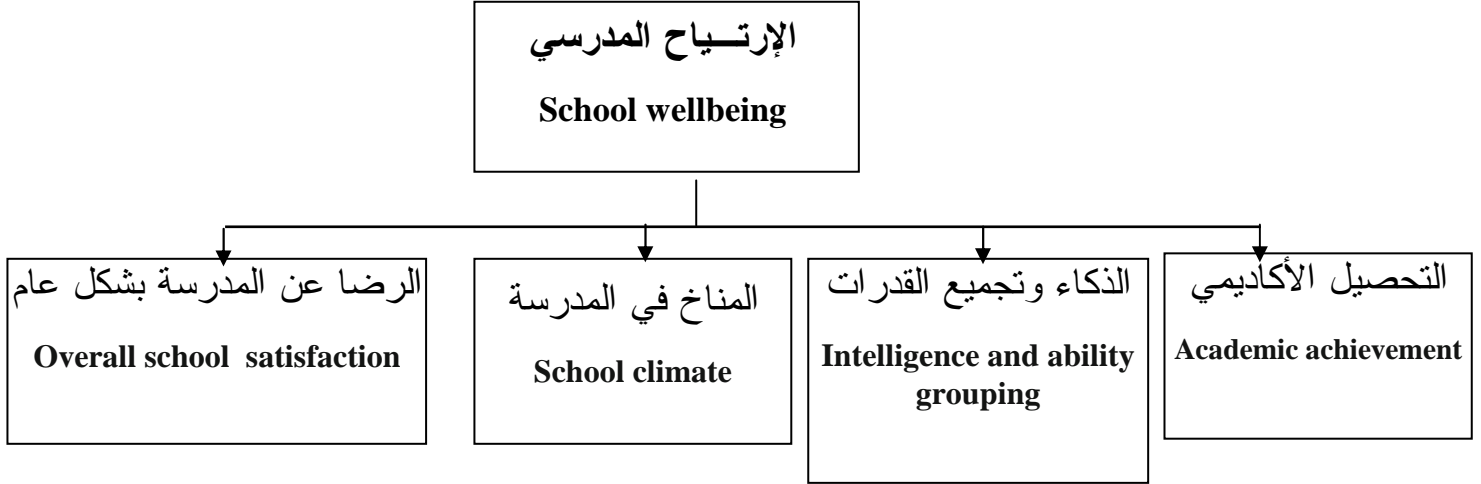 الإرتـــياح المدرسي
School wellbeing
التحصيل الأكاديمي
Academic achievement
الذكاء وتجميع القدرات
Intelligence and ability
grouping
المناخ في المدرسة
School climate
الرضا عن المدرسة بشكل عام
Overall school satisfaction